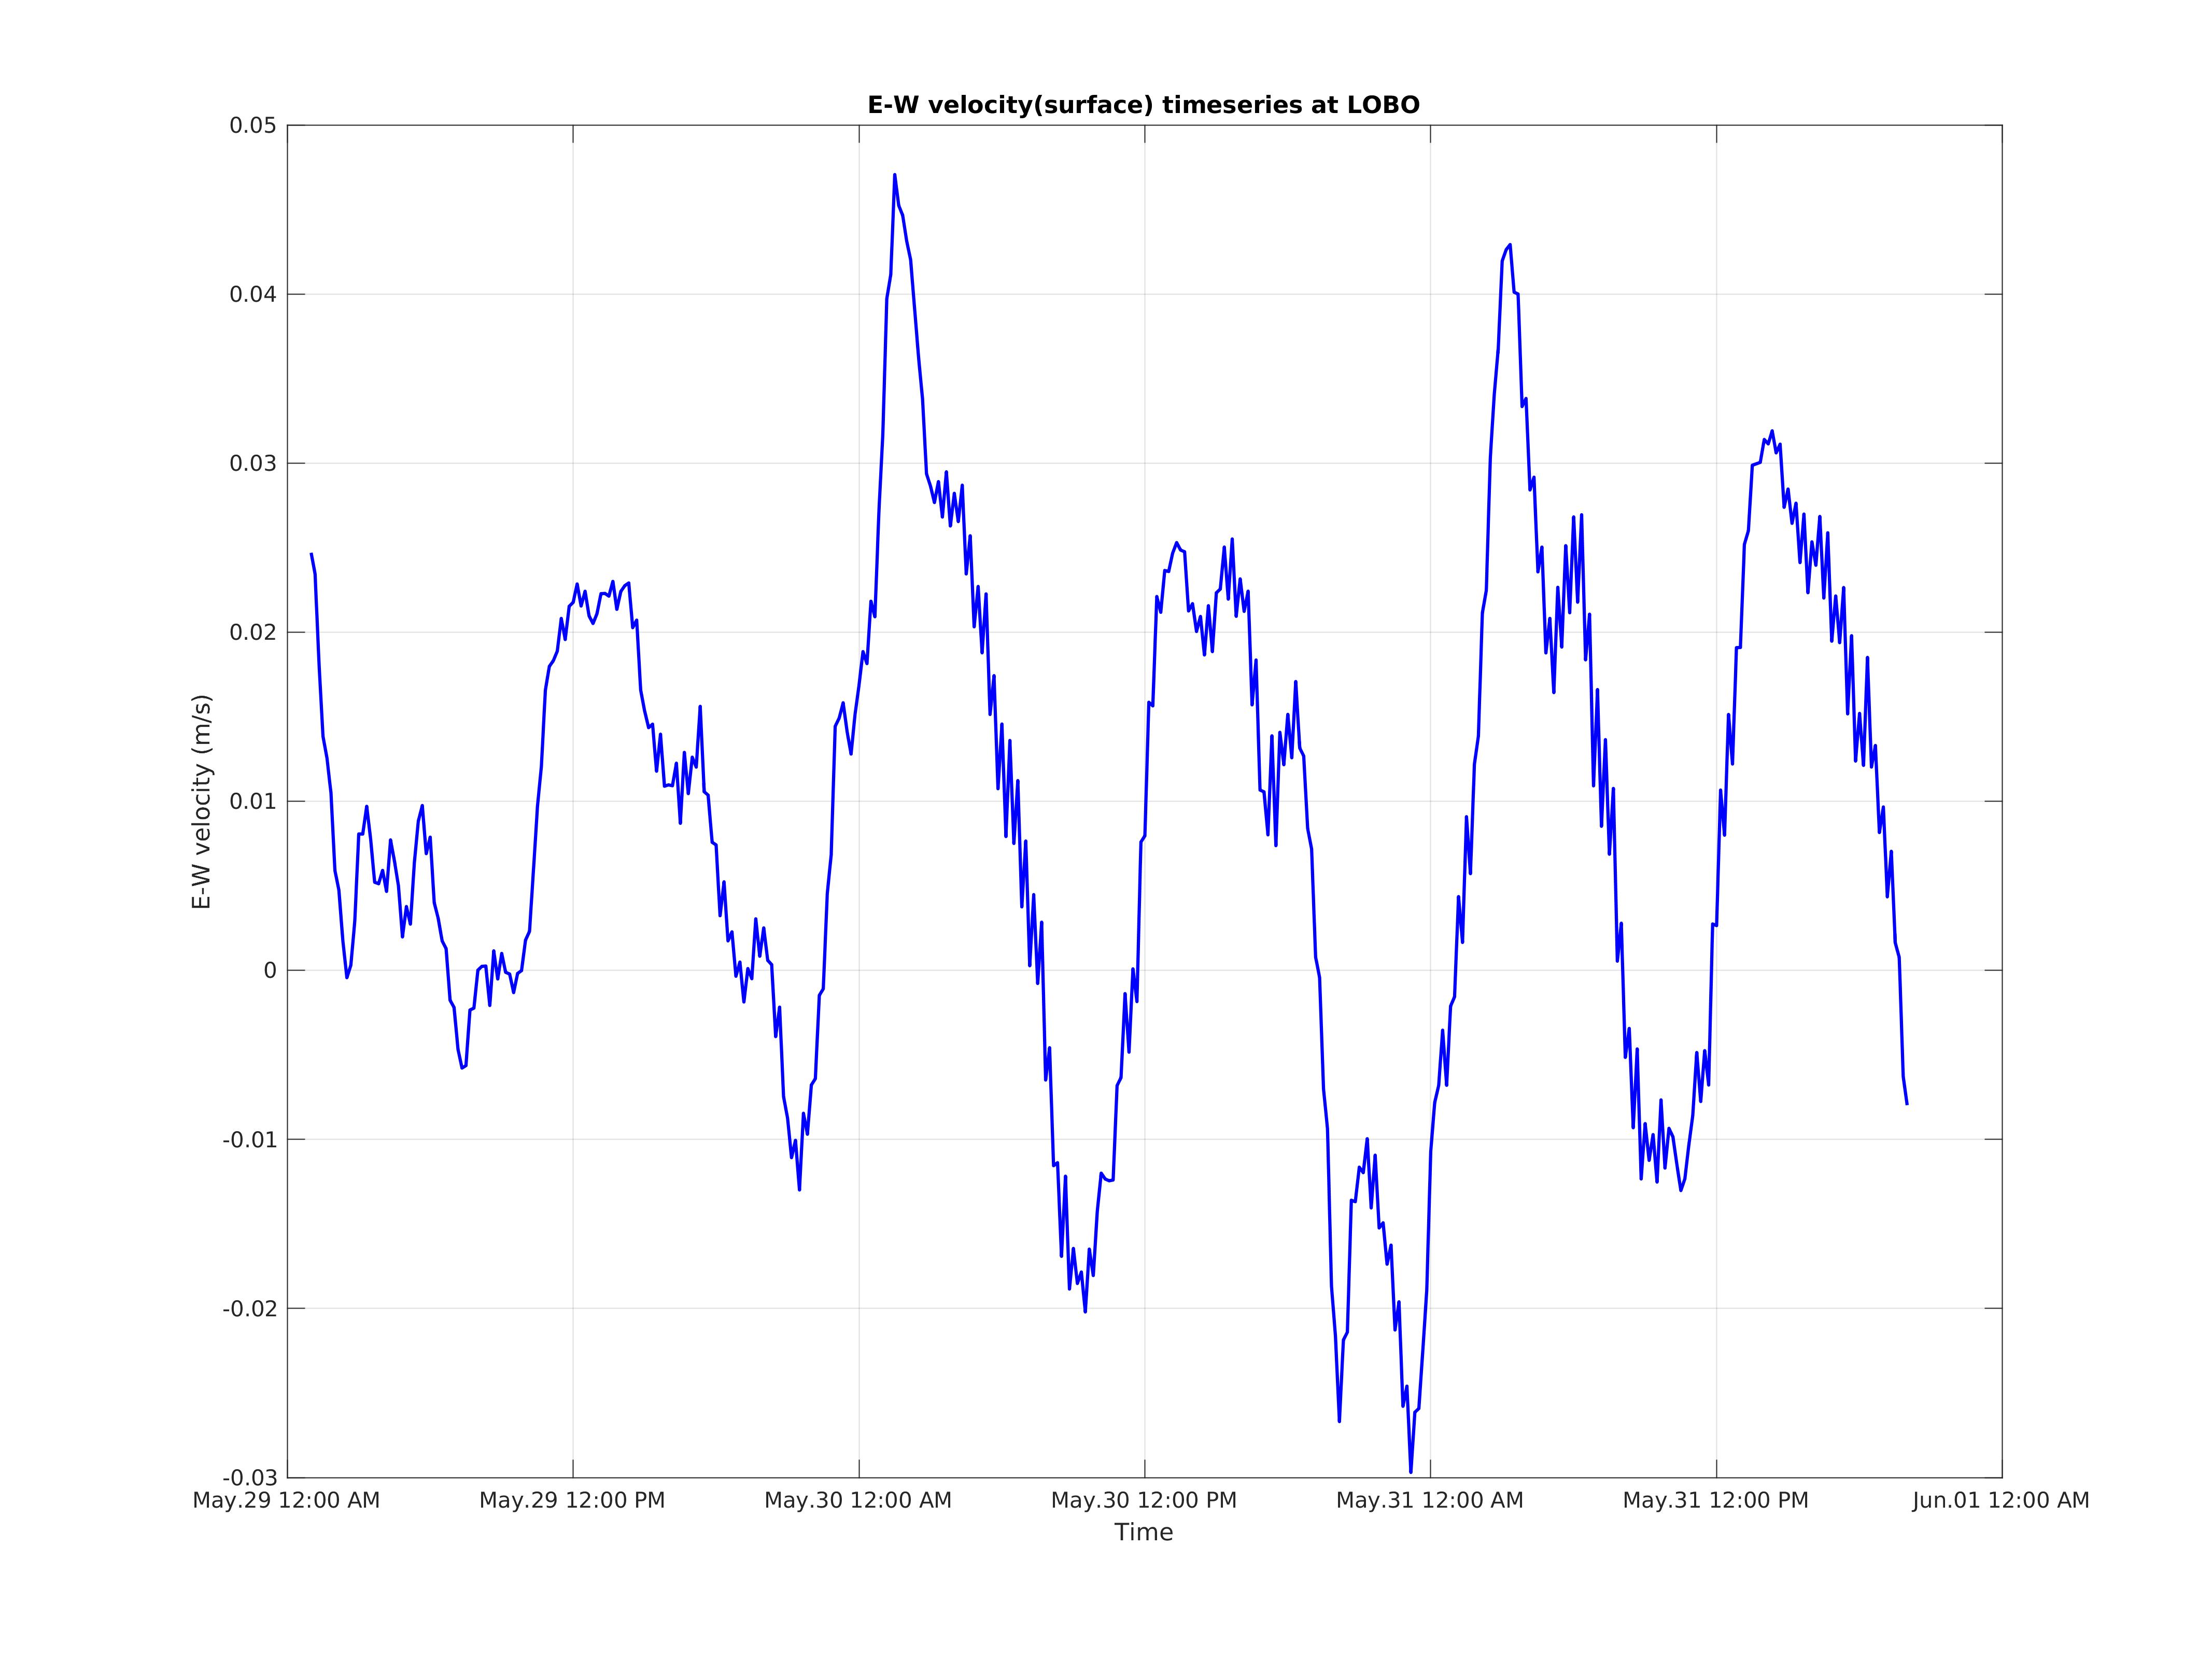 E-W velocity(surface) timeseries at LOBO
0.05
0.04
0.03
0.02
0.01
0
-0.01
-0.02
-0.03
E-W velocity (m/s)
May.29 12:00 AM May.29 12:00 PM May.30 12:00 AM May.30 12:00 PM May.31 12:00 AM May.31 12:00 PM Jun.01 12:00 AM
Time